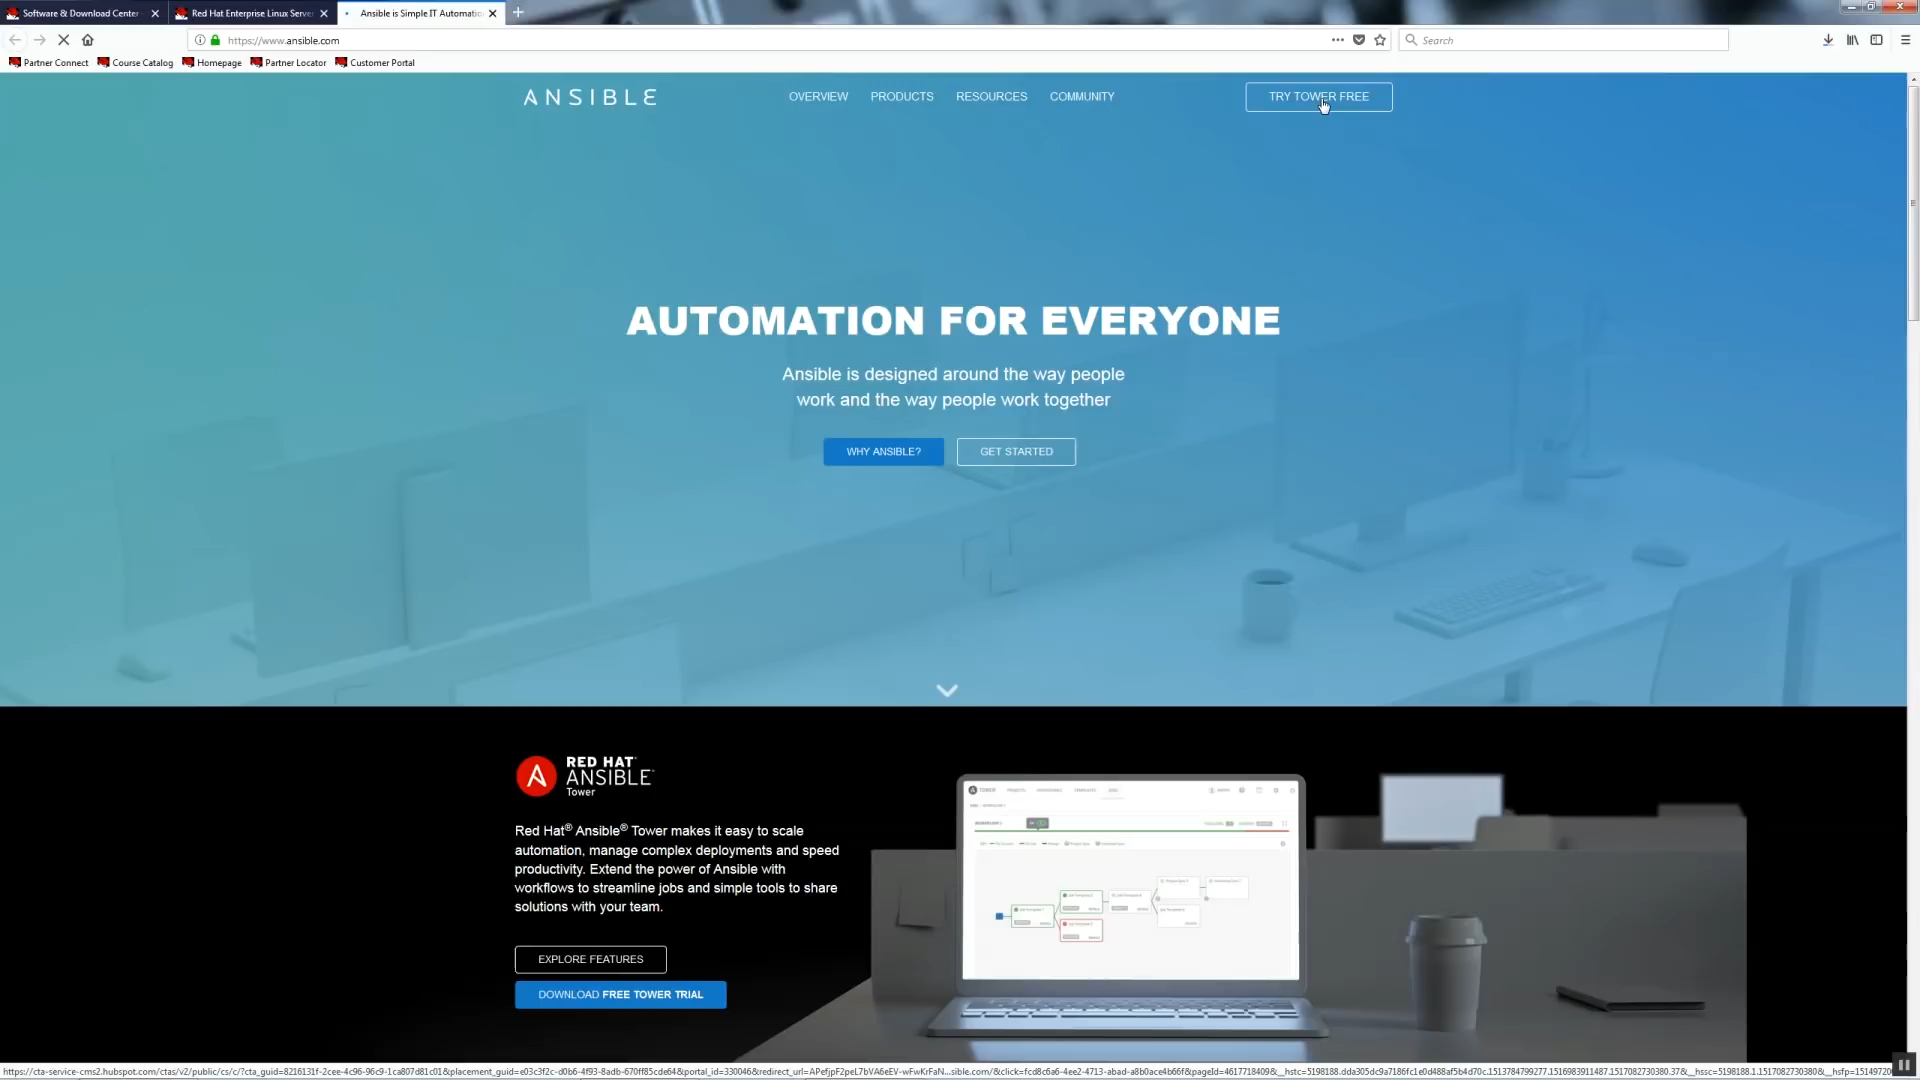 Software & Download Center
Red Hat Enterprise Linux Serve
Ansible is Simple IT Automatio
https://www.ansible.com
Search
Partner Connect
Course Catalog
Homepage
Partner Locator
Customer Portal
ANSIBLE
OVERVIEW
PRODUCTS
RESOURCES
COMMUNITY
TRY TOWER FREE
AUTOMATION FOR EVERYONE
Ansible is designed around the way people
work and the way people work together
WHY ANSIBLE?
GET STARTED
RED HAT
ANSIBLE
Tower
Red Hat® Ansible® Tower makes it easy to scale
automation, manage complex deployments and speed
productivity. Extend the power of Ansible with
workflows to streamline jobs and simple tools to share
solutions with your team.
EXPLORE FEATURES
DOWNLOAD FREE TOWER TRIAL
TOWER